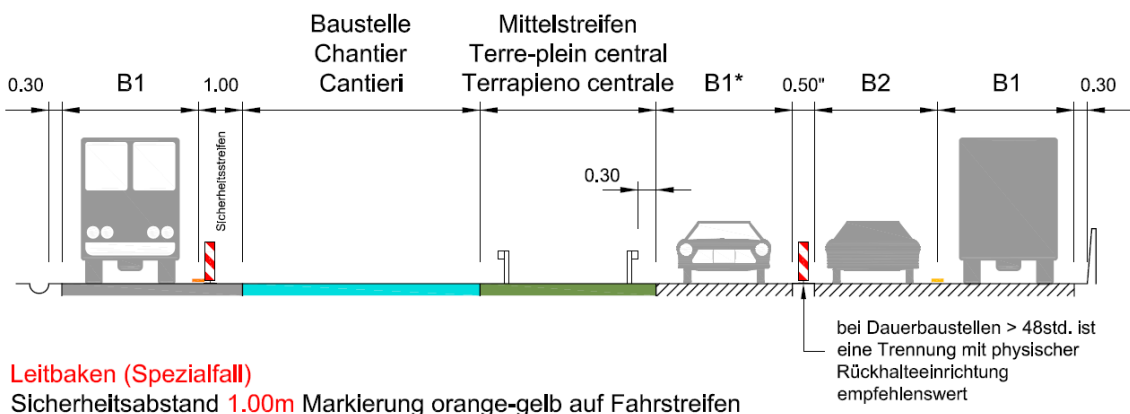 Baustelle
Chantier
Cantieri
Mittelstreifen
Terre-plein central
Terrapieno centrale
0.30
B1
1.00
B1*
0.50"
B2
B1
0.30
Sicherheitsstreifen
0.30
bei Dauerbaustellen > 48std. ist
eine Trennung mit physischer
Rückhalteeinrichtung
empfehlenswert
Leitbaken (Spezialfall)
Sicherheitsabstand 1.00m Markierung orange-gelb auf Fahrstreifen